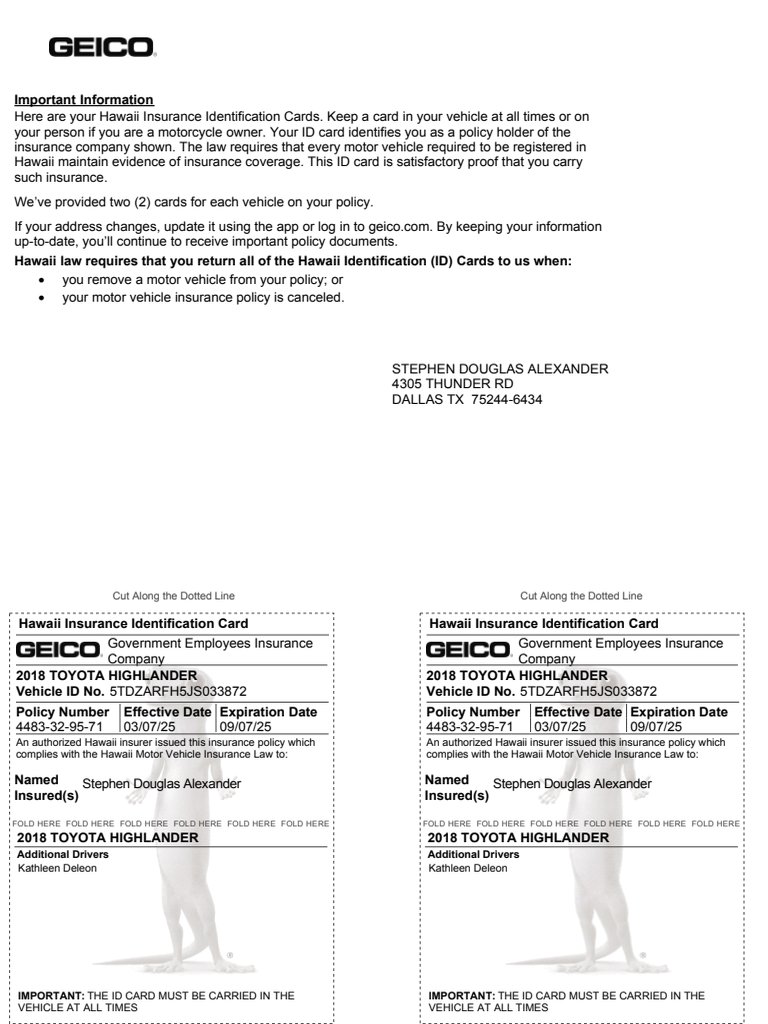 GEICO
Important Information
Here are your Hawaii Insurance Identification Cards. Keep a card in your vehicle at all times or on
your person if you are a motorcycle owner. Your ID card identifies you as a policy holder of the
insurance company shown. The law requires that every motor vehicle required to be registered in
Hawaii maintain evidence of insurance coverage. This ID card is satisfactory proof that you carry
such insurance.
We've provided two (2) cards for each vehicle on your policy.
If your address changes, update it using the app or log in to geico.com. By keeping your information
up-to-date, you'll continue to receive important policy documents.
Hawaii law requires that you return all of the Hawaii Identification (ID) Cards to us when:
• you remove a motor vehicle from your policy; or
• your motor vehicle insurance policy is canceled.
STEPHEN DOUGLAS ALEXANDER
4305 THUNDER RD
DALLAS TX 75244-6434
Cut Along the Dotted Line
Hawaii Insurance Identification Card
GEICO Government Employees Insurance
Company
2018 TOYOTA HIGHLANDER
Vehicle ID No. 5TDZARFH5JS033872
Policy Number Effective Date Expiration Date
4483-32-95-71 03/07/25 09/07/25
An authorized Hawaii insurer issued this insurance policy which
complies with the Hawaii Motor Vehicle Insurance Law to:
Named Stephen Douglas Alexander
Insured(s)
FOLD HERE FOLD HERE FOLD HERE FOLD HERE FOLD HERE FOLD HERE
2018 TOYOTA HIGHLANDER
Additional Drivers
Kathleen Deleon
®
IMPORTANT: THE ID CARD MUST BE CARRIED IN THE
VEHICLE AT ALL TIMES
Cut Along the Dotted Line
Hawaii Insurance Identification Card
GEICO Government Employees Insurance
Company
2018 TOYOTA HIGHLANDER
Vehicle ID No. 5TDZARFH5JS033872
Policy Number Effective Date Expiration Date
4483-32-95-71 03/07/25 09/07/25
An authorized Hawaii insurer issued this insurance policy which
complies with the Hawaii Motor Vehicle Insurance Law to:
Named Stephen Douglas Alexander
Insured(s)
FOLD HERE FOLD HERE FOLD HERE FOLD HERE FOLD HERE FOLD HERE
2018 TOYOTA HIGHLANDER
Additional Drivers
Kathleen Deleon
®
IMPORTANT: THE ID CARD MUST BE CARRIED IN THE
VEHICLE AT ALL TIMES